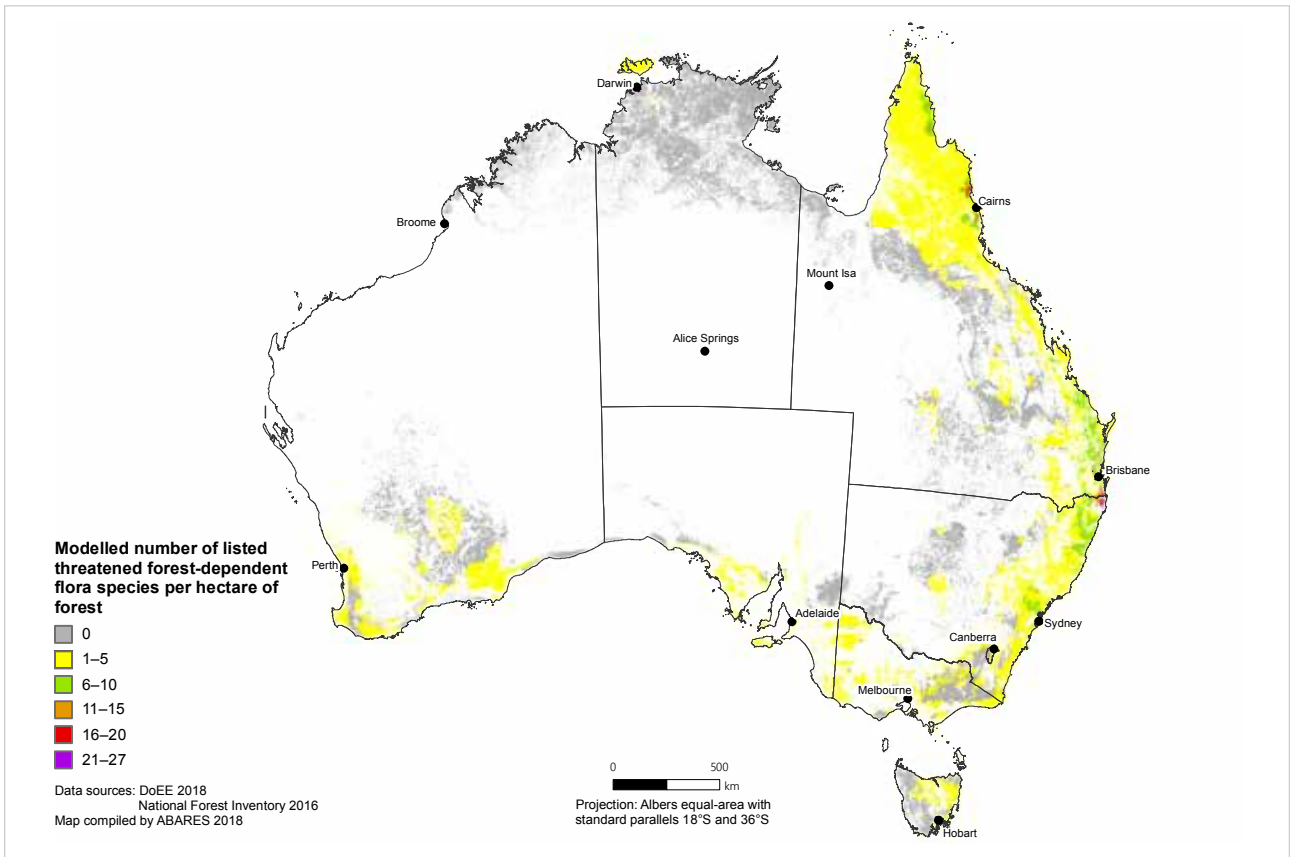 Darwin
Cairns
Broome
Mount Isa
Alice Springs
Brisbane
Perth
Adelaide
Sydney
Canberra
Melbourne
Hobart
Modelled number of listed
threatened forest-dependent
flora species per hectare of
forest
0
1–5
6–10
11–15
16–20
21–27
Data sources: DoEE 2018
National Forest Inventory 2016
Map compiled by ABARES 2018
0 500
km
Projection: Albers equal-area with
standard parallels 18°S and 36°S